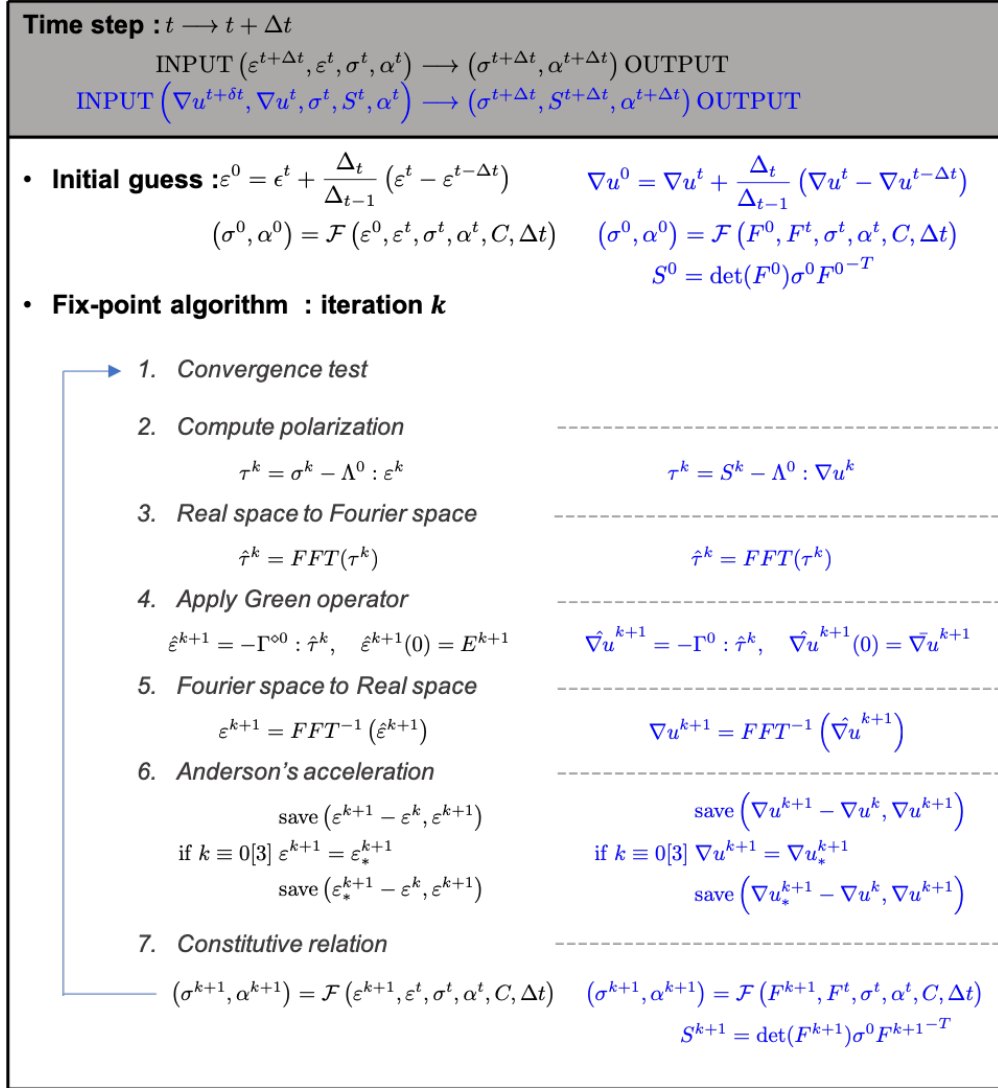 Time step : t ⟶ t + Δt
INPUT (ε^{t+Δt}, ε^t, σ^t, α^t) ⟶ (σ^{t+Δt}, α^{t+Δt}) OUTPUT
INPUT (∇u^{t+δt}, ∇u^t, σ^t, S^t, α^t) ⟶ (σ^{t+Δt}, S^{t+Δt}, α^{t+Δt}) OUTPUT
• Initial guess : ε^0 = ϵ^t + \frac{Δ_t}{Δ_{t−1}} (ε^t − ε^{t−Δt}) ∇u^0 = ∇u^t + \frac{Δ_t}{Δ_{t−1}} (∇u^t − ∇u^{t−Δt})
(σ^0, α^0) = F (ε^0, ε^t, σ^t, α^t, C, Δt) (σ^0, α^0) = F (F^0, F^t, σ^t, α^t, C, Δt)
S^0 = det(F^0)σ^0 F^{0^{−T}}
• Fix-point algorithm : iteration k
1. Convergence test
2. Compute polarization
τ^k = σ^k − Λ^0 : ε^k τ^k = S^k − Λ^0 : ∇u^k
3. Real space to Fourier space
τ̂^k = FFT(τ^k) τ̂^k = FFT(τ^k)
4. Apply Green operator
ε̂^{k+1} = −Γ^{⋄0} : τ̂^k, ε̂^{k+1}(0) = E^{k+1} \hat{∇u}^{k+1} = −Γ^0 : τ̂^k, \hat{∇u}^{k+1}(0) = \bar{∇u}^{k+1}
5. Fourier space to Real space
ε^{k+1} = FFT^{−1} (ε̂^{k+1}) ∇u^{k+1} = FFT^{−1} (\hat{∇u}^{k+1})
6. Anderson's acceleration
save (ε^{k+1} − ε^k, ε^{k+1}) save (∇u^{k+1} − ∇u^k, ∇u^{k+1})
if k ≡ 0[3] ε^{k+1} = ε_*^{k+1} if k ≡ 0[3] ∇u^{k+1} = ∇u_*^{k+1}
save (ε_*^{k+1} − ε^k, ε^{k+1}) save (∇u_*^{k+1} − ∇u^k, ∇u^{k+1})
7. Constitutive relation
(σ^{k+1}, α^{k+1}) = F (ε^{k+1}, ε^t, σ^t, α^t, C, Δt) (σ^{k+1}, α^{k+1}) = F (F^{k+1}, F^t, σ^t, α^t, C, Δt)
S^{k+1} = det(F^{k+1})σ^0 F^{k+1^{−T}}